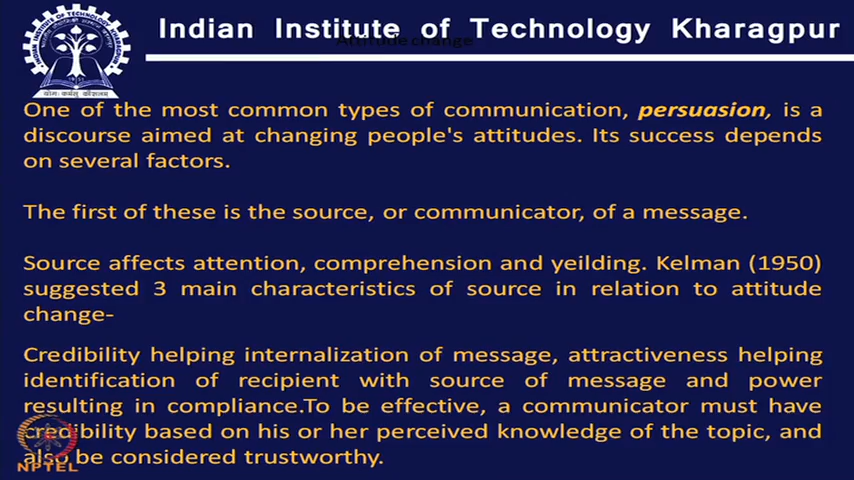 Indian Institute of Technology Kharagpur
Attitude change
One of the most common types of communication, persuasion, is a
discourse aimed at changing people's attitudes. Its success depends
on several factors.
The first of these is the source, or communicator, of a message.
Source affects attention, comprehension and yeilding. Kelman (1950)
suggested 3 main characteristics of source in relation to attitude
change-
Credibility helping internalization of message, attractiveness helping
identification of recipient with source of message and power
resulting in compliance.To be effective, a communicator must have
credibility based on his or her perceived knowledge of the topic, and
also be considered trustworthy.
NPTEL